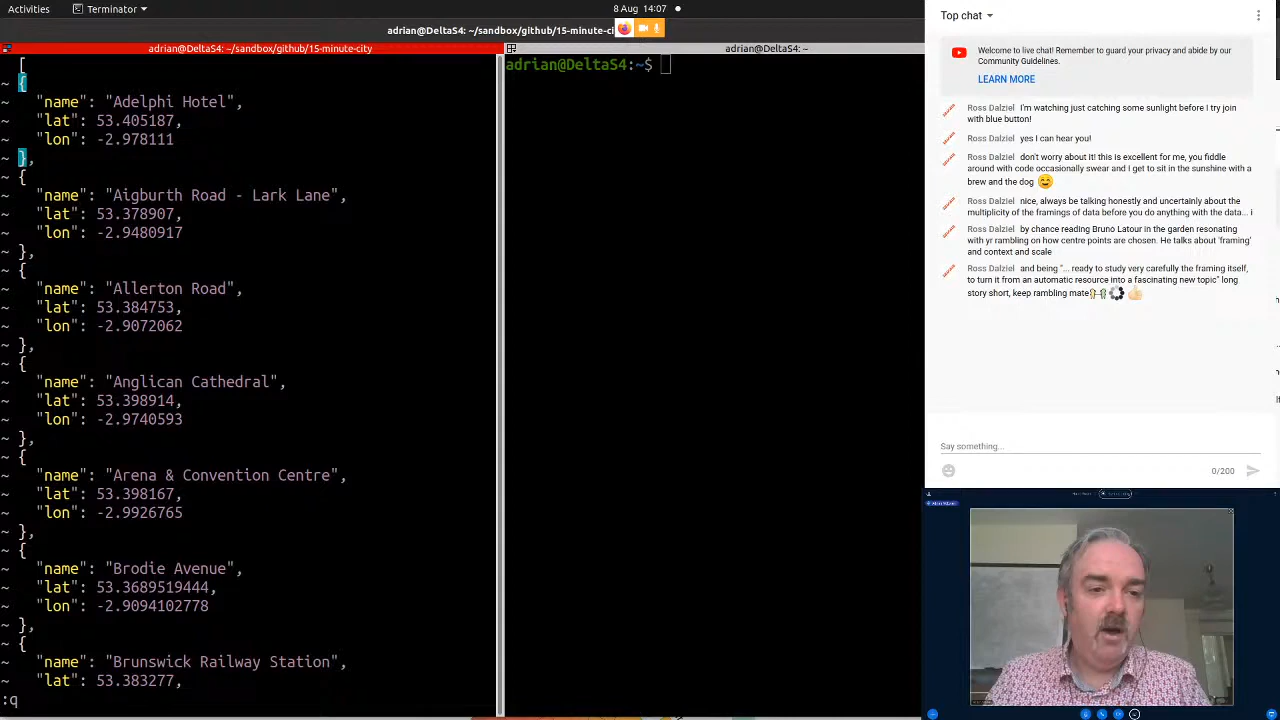 Activities
Terminator
8 Aug 14:07
adrian@DeltaS4: ~/sandbox/github/15-minute-ci
adrian@DeltaS4: ~/sandbox/github/15-minute-city
adrian@DeltaS4: ~
[
~ {
~ "name": "Adelphi Hotel",
~ "lat": 53.405187,
~ "lon": -2.978111
~ },
~ {
~ "name": "Aigburth Road - Lark Lane",
~ "lat": 53.378907,
~ "lon": -2.9480917
~ },
~ {
~ "name": "Allerton Road",
~ "lat": 53.384753,
~ "lon": -2.9072062
~ },
~ {
~ "name": "Anglican Cathedral",
~ "lat": 53.398914,
~ "lon": -2.9740593
~ },
~ {
~ "name": "Arena & Convention Centre",
~ "lat": 53.398167,
~ "lon": -2.9926765
~ },
~ {
~ "name": "Brodie Avenue",
~ "lat": 53.3689519444,
~ "lon": -2.9094102778
~ },
~ {
~ "name": "Brunswick Railway Station",
~ "lat": 53.383277,
:q
adrian@DeltaS4:~$
Top chat
Welcome to live chat! Remember to guard your privacy and abide by our
Community Guidelines.
LEARN MORE
Ross Dalziel I'm watching just catching some sunlight before I try join
with blue button!
Ross Dalziel yes I can hear you!
Ross Dalziel don't worry about it! this is excellent for me, you fiddle
around with code occasionally swear and I get to sit in the sunshine with a
brew and the dog 😊
Ross Dalziel nice, always be talking honestly and uncertainly about the
multiplicity of the framings of data before you do anything with the data... i
Ross Dalziel by chance reading Bruno Latour in the garden resonating
with yr rambling on how centre points are chosen. He talks about 'framing'
and context and scale
Ross Dalziel and being "... ready to study very carefully the framing itself,
to turn it from an automatic resource into a fascinating new topic" long
story short, keep rambling mate
Say something...
0/200